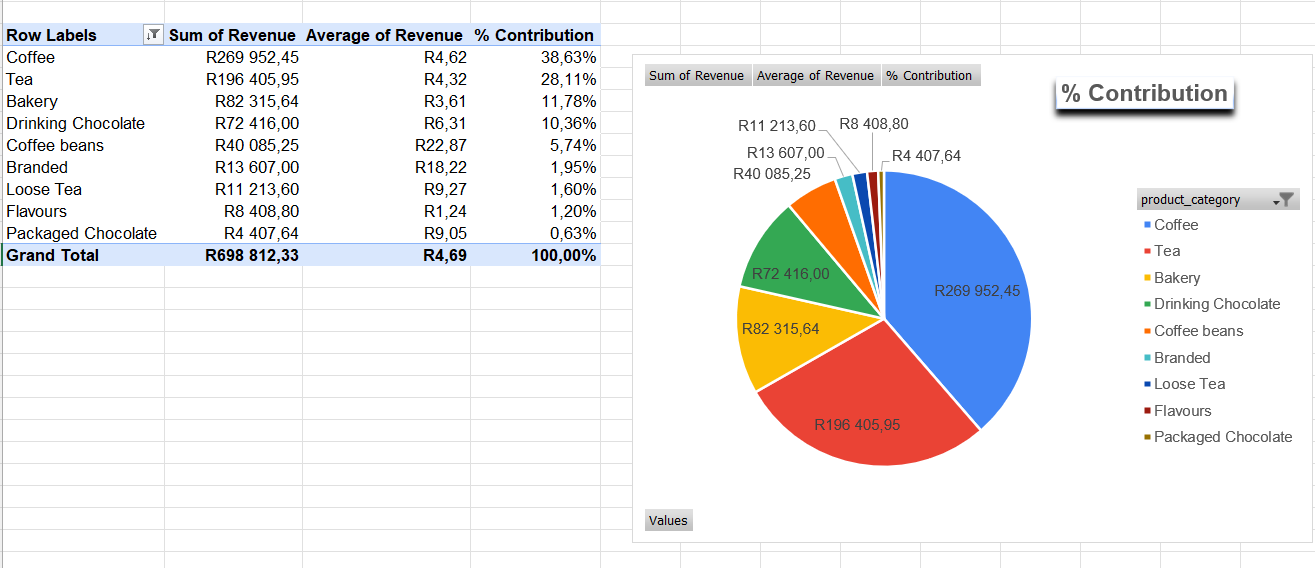 Row Labels Sum of Revenue Average of Revenue % Contribution
Coffee R269 952,45 R4,62 38,63%
Tea R196 405,95 R4,32 28,11%
Bakery R82 315,64 R3,61 11,78%
Drinking Chocolate R72 416,00 R6,31 10,36%
Coffee beans R40 085,25 R22,87 5,74%
Branded R13 607,00 R18,22 1,95%
Loose Tea R11 213,60 R9,27 1,60%
Flavours R8 408,80 R1,24 1,20%
Packaged Chocolate R4 407,64 R9,05 0,63%
Grand Total R698 812,33 R4,69 100,00%
Sum of Revenue Average of Revenue % Contribution
% Contribution
R11 213,60 R8 408,80
R13 607,00 R4 407,64
R40 085,25
R72 416,00
R269 952,45
R82 315,64
R196 405,95
product_category
Coffee
Tea
Bakery
Drinking Chocolate
Coffee beans
Branded
Loose Tea
Flavours
Packaged Chocolate
Values